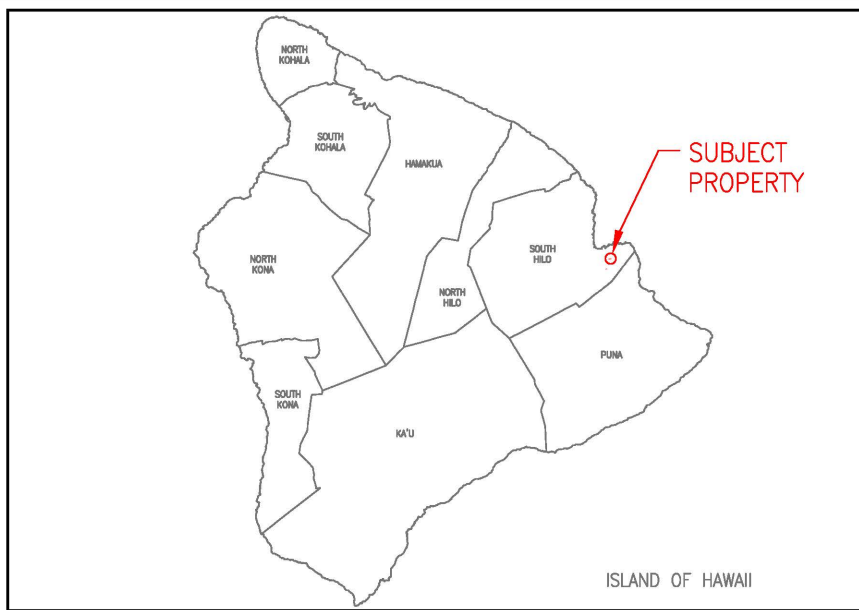 NORTH
KOHALA
SOUTH
KOHALA
HAMAKUA
SUBJECT
PROPERTY
NORTH
KONA
SOUTH
HILO
NORTH
HILO
PUNA
SOUTH
KONA
KA'U
ISLAND OF HAWAII